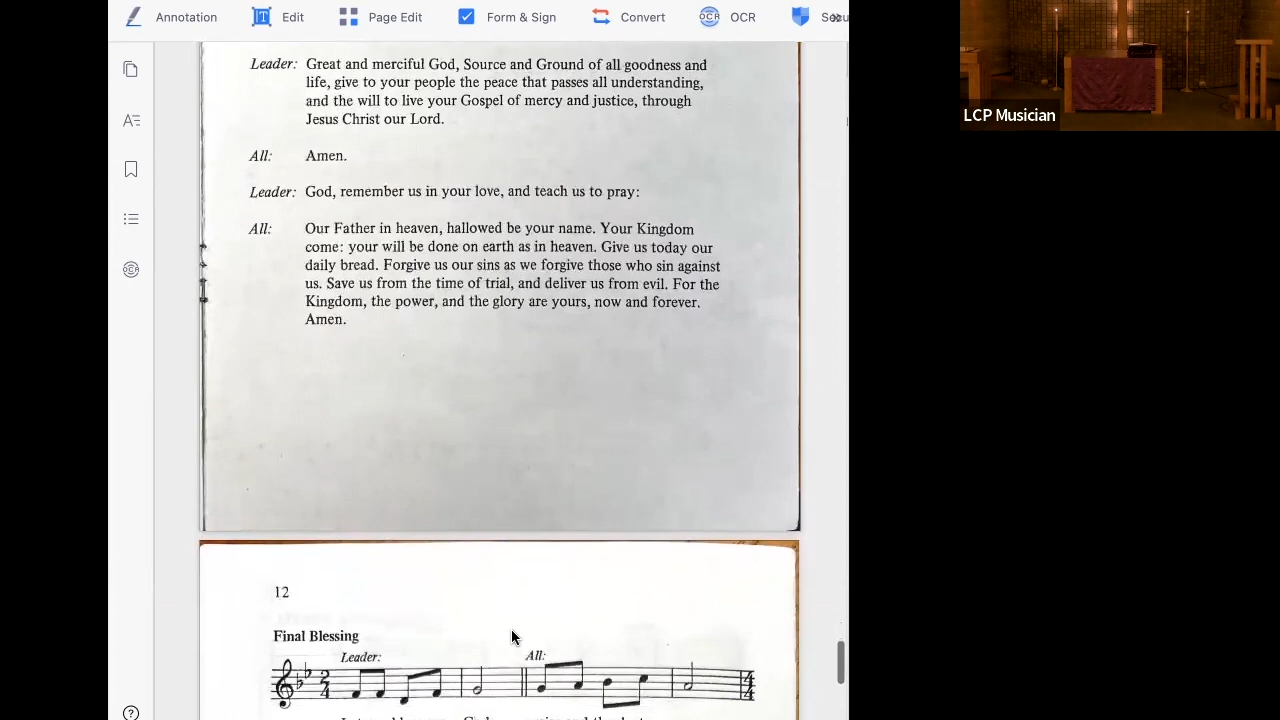 Annotation Edit Page Edit Form & Sign Convert OCR
LCP Musician
Leader: Great and merciful God, Source and Ground of all goodness and
life, give to your people the peace that passes all understanding,
and the will to live your Gospel of mercy and justice, through
Jesus Christ our Lord.
All: Amen.
Leader: God, remember us in your love, and teach us to pray:
All: Our Father in heaven, hallowed be your name. Your Kingdom
come: your will be done on earth as in heaven. Give us today our
daily bread. Forgive us our sins as we forgive those who sin against
us. Save us from the time of trial, and deliver us from evil. For the
Kingdom, the power, and the glory are yours, now and forever.
Amen.
12
Final Blessing
Leader: All:
2 4 4 4